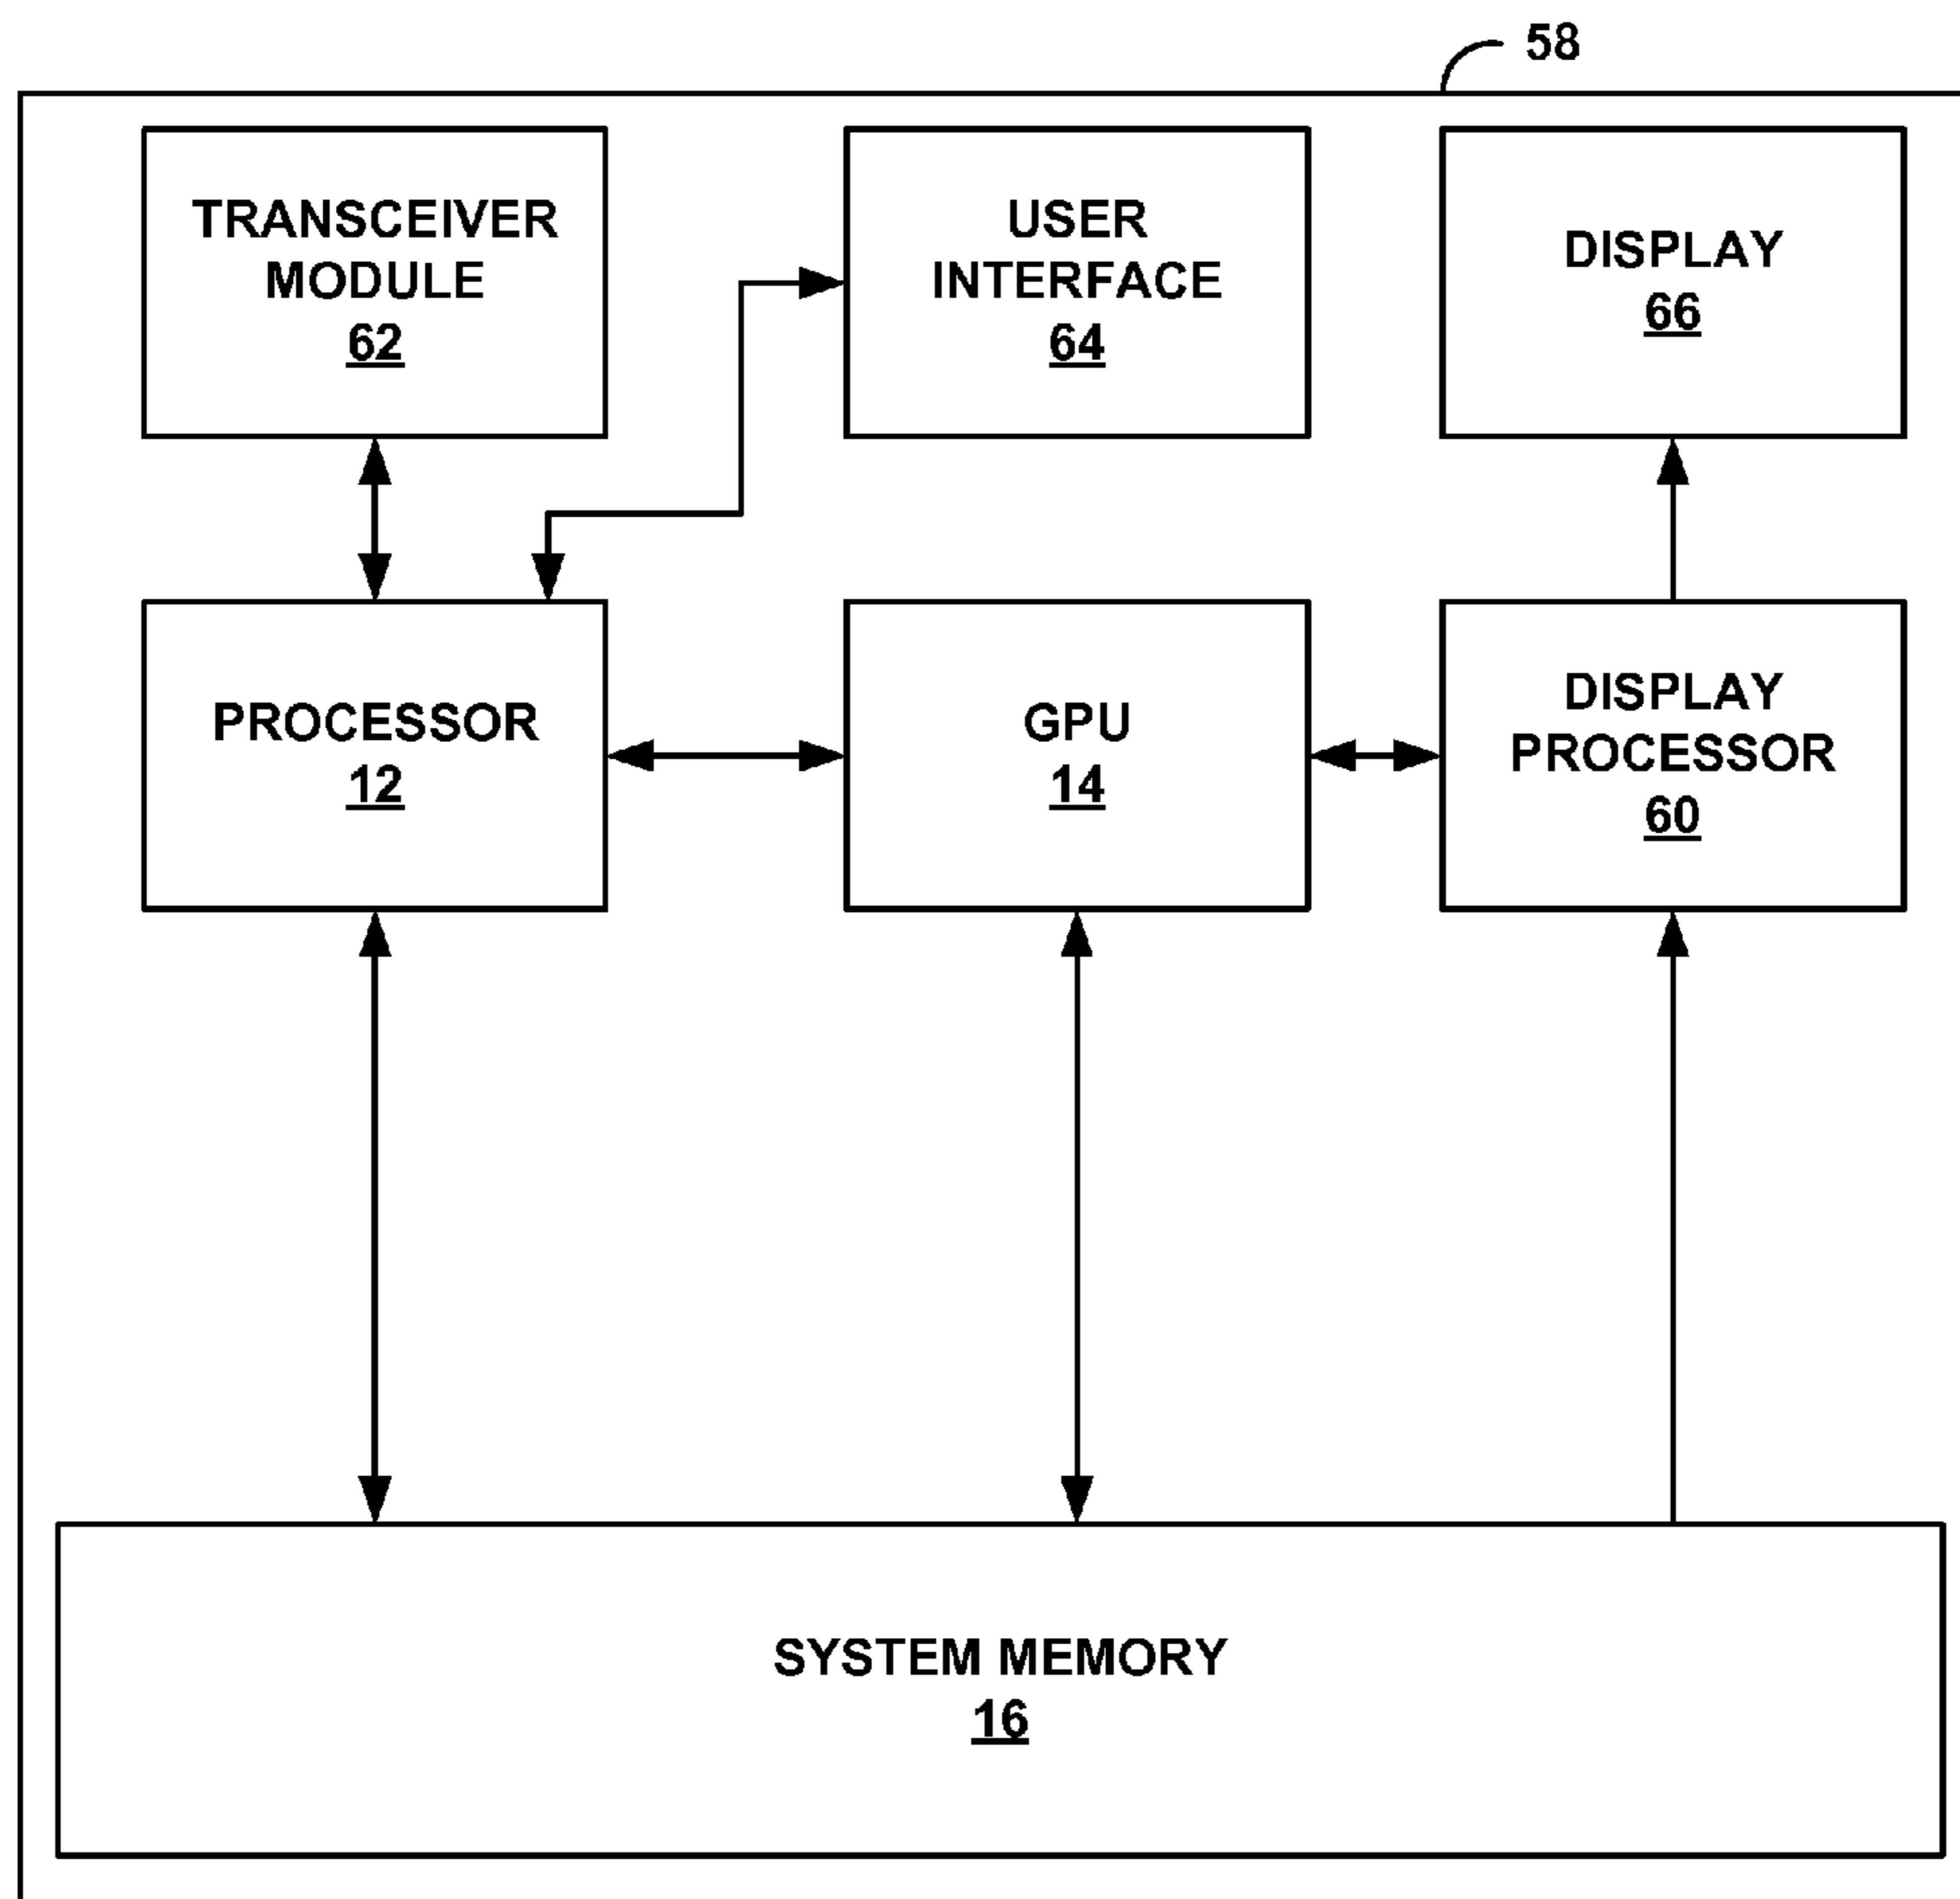 58
TRANSCEIVER
MODULE
62
USER
INTERFACE
64
DISPLAY
66
PROCESSOR
12
GPU
14
DISPLAY
PROCESSOR
60
SYSTEM MEMORY
16